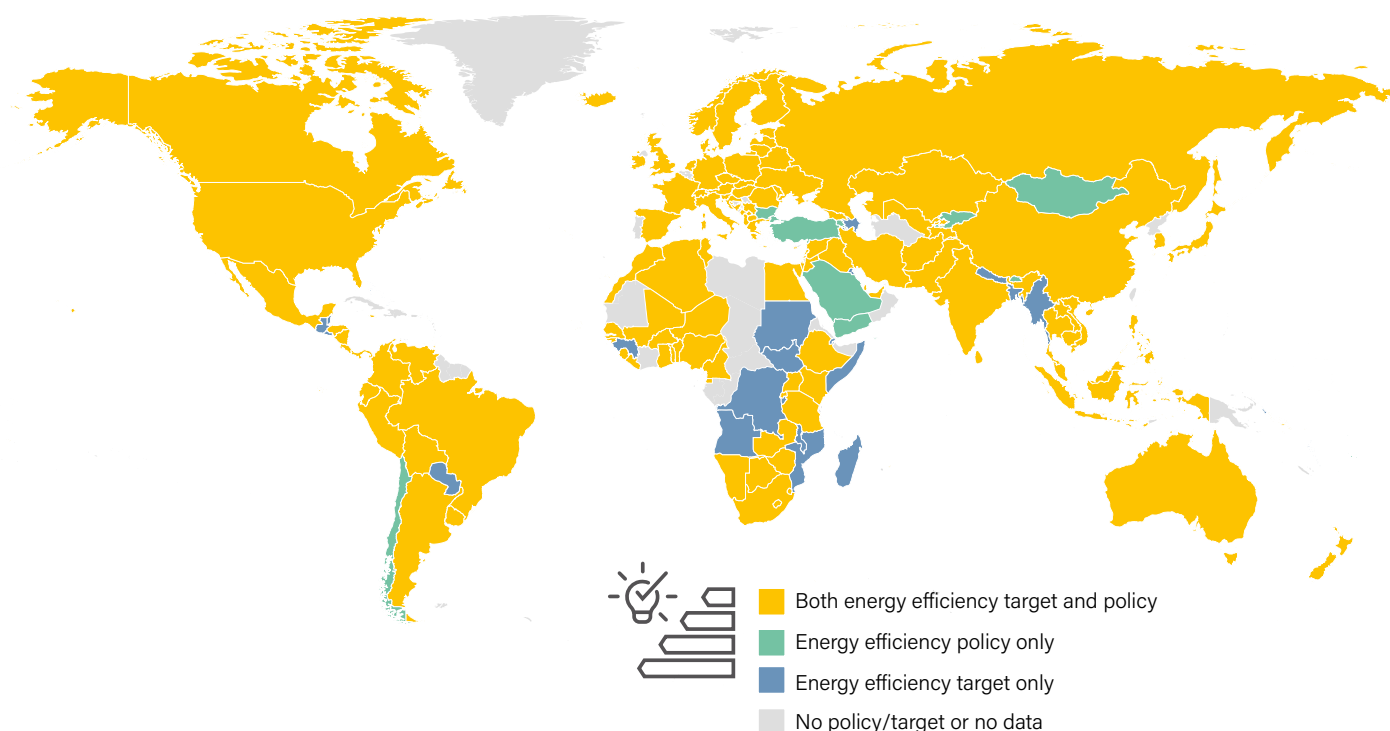 Both energy efficiency target and policy
Energy efficiency policy only
Energy efficiency target only
No policy/target or no data